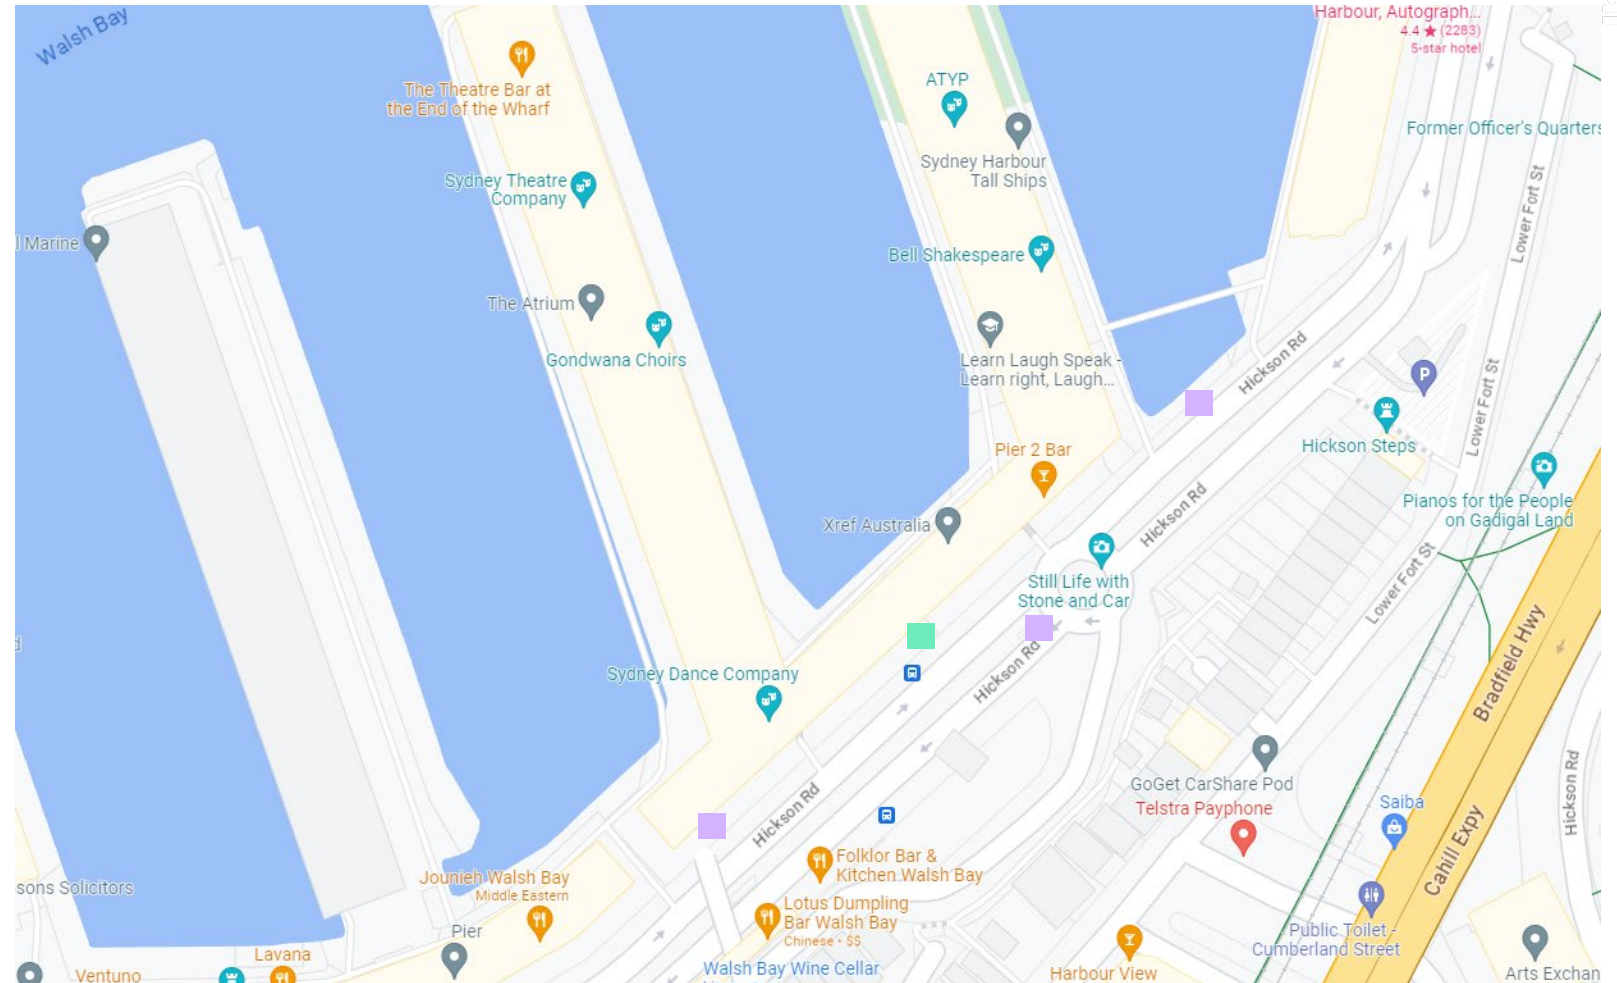 Walsh Bay
Harbour, Autograph...
4.4 ★ (2283)
5-star hotel
The Theatre Bar at
the End of the Wharf
ATYP
Former Officer's Quarters
Sydney Harbour
Tall Ships
Sydney Theatre
Company
Lower Fort St
l Marine
Bell Shakespeare
The Atrium
Gondwana Choirs
Learn Laugh Speak -
Learn right, Laugh...
Hickson Rd
P
Lower Fort St
Hickson Steps
Pier 2 Bar
Pianos for the People
on Gadigal Land
Xref Australia
Hickson Rd
Still Life with
Stone and Car
Lower Fort St
Hickson Rd
Bradfield Hwy
Sydney Dance Company
GoGet CarShare Pod
Telstra Payphone
Saiba
Hickson Rd
Hickson Rd
Cahill Expy
Folklor Bar &
Kitchen Walsh Bay
Jounieh Walsh Bay
Middle Eastern
sons Solicitors
Lotus Dumpling
Bar Walsh Bay
Chinese • $$
Pier
Public Toilet -
Cumberland Street
Lavana
Ventuno
Walsh Bay Wine Cellar
Harbour View
Arts Exchan